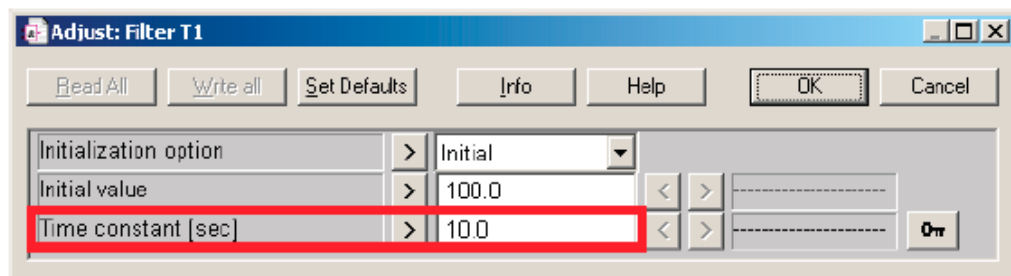 Adjust: Filter T1
Read All Write all Set Defaults Info Help OK Cancel
Initialization option > Initial
Initial value > 100.0 < >
Time constant [sec] > 10.0 < >